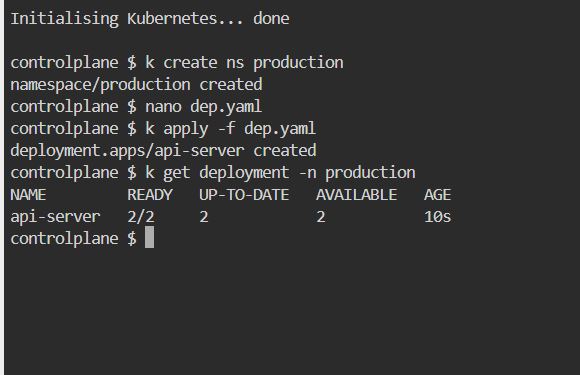 Initialising Kubernetes... done
controlplane $ k create ns production
namespace/production created
controlplane $ nano dep.yaml
controlplane $ k apply -f dep.yaml
deployment.apps/api-server created
controlplane $ k get deployment -n production
NAME         READY   UP-TO-DATE   AVAILABLE   AGE
api-server   2/2     2            2           10s
controlplane $